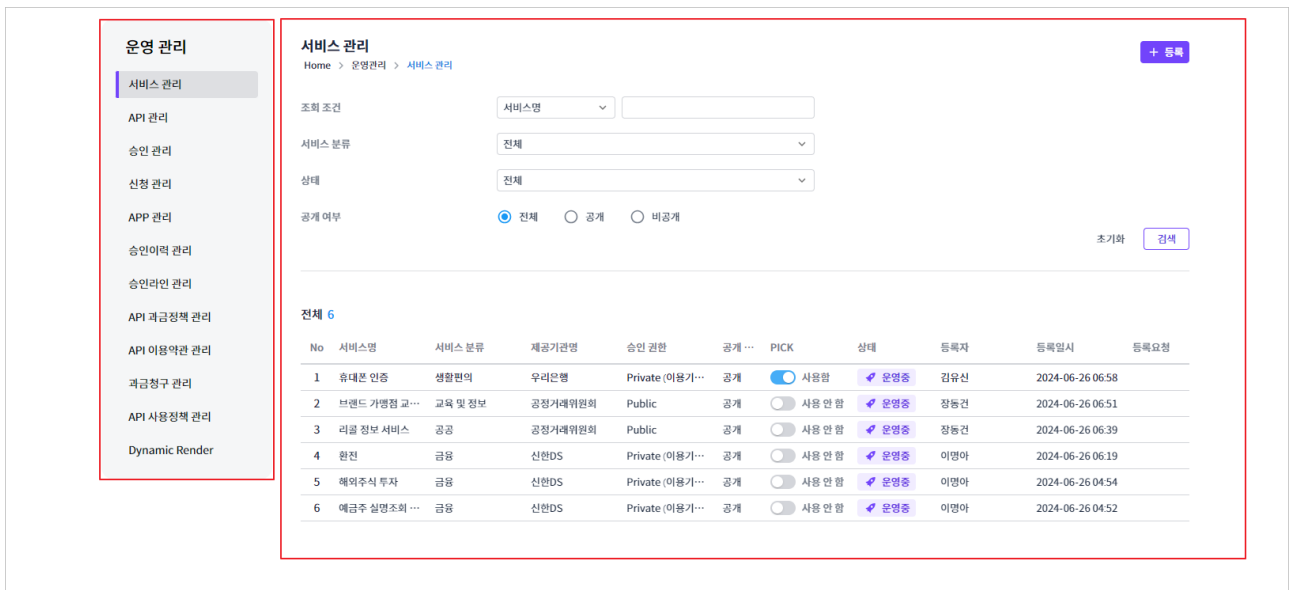 운영 관리
서비스 관리
API 관리
승인 관리
신청 관리
APP 관리
승인이력 관리
승인라인 관리
API 과금정책 관리
API 이용약관 관리
과금청구 관리
API 사용정책 관리
Dynamic Render
서비스 관리
Home > 운영관리 > 서비스 관리
+ 등록
조회 조건 서비스명
서비스 분류 전체
상태 전체
공개 여부 전체 공개 비공개
초기화 검색
전체 6
No 서비스명 서비스 분류 제공기관명 승인 권한 공개 ⋯ PICK 상태 등록자 등록일시 등록요청
1 휴대폰 인증 생활편의 우리은행 Private (이용기⋯ 공개 사용함 운영중 김유신 2024-06-26 06:58
2 브랜드 가맹점 교⋯ 교육 및 정보 공정거래위원회 Public 공개 사용 안 함 운영중 장동건 2024-06-26 06:51
3 리콜 정보 서비스 공공 공정거래위원회 Public 공개 사용 안 함 운영중 장동건 2024-06-26 06:39
4 환전 금융 신한DS Private (이용기⋯ 공개 사용 안 함 운영중 이명아 2024-06-26 06:19
5 해외주식 투자 금융 신한DS Private (이용기⋯ 공개 사용 안 함 운영중 이명아 2024-06-26 04:54
6 예금주 실명조회 ⋯ 금융 신한DS Private (이용기⋯ 공개 사용 안 함 운영중 이명아 2024-06-26 04:52